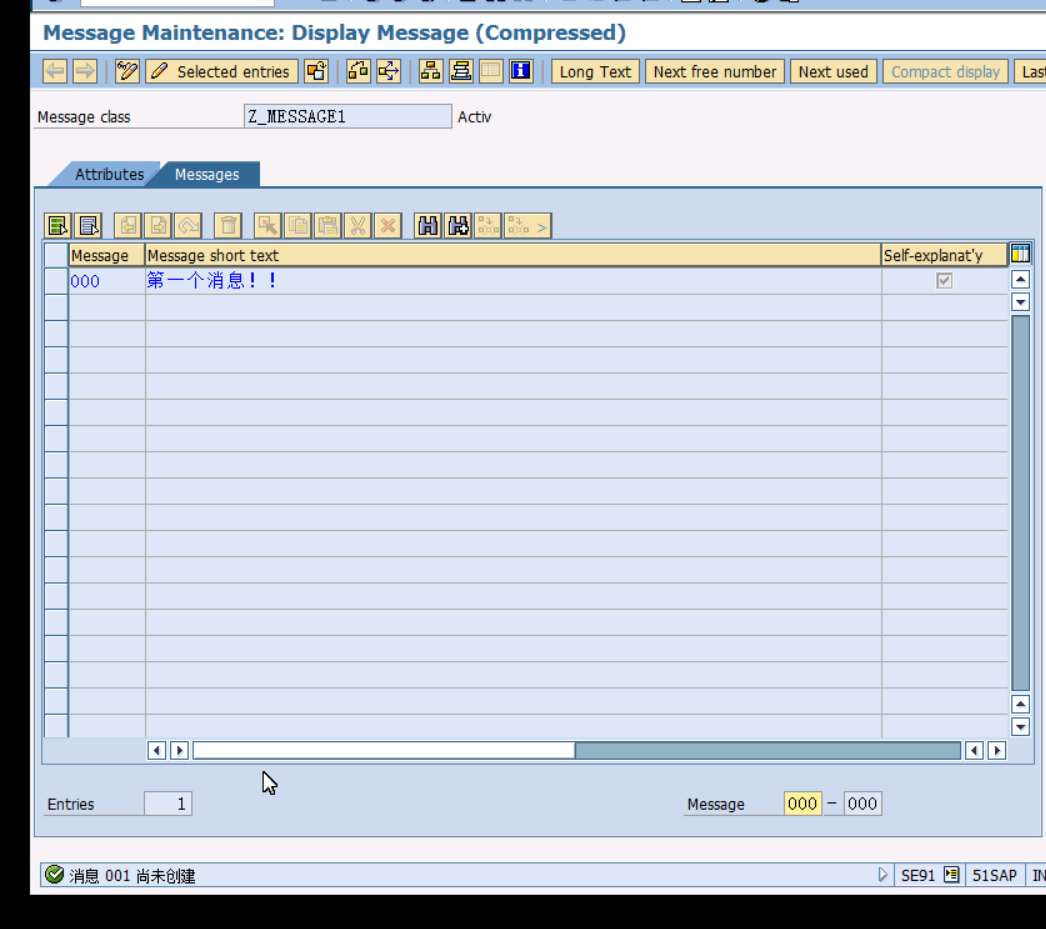 Message Maintenance: Display Message (Compressed)
Selected entries Long Text Next free number Next used Compact display Last
Message class Z_MESSAGE1 Activ
Attributes Messages
Message Message short text Self-explanat'y
000 第一个消息！！
Entries 1 Message 000 - 000
消息 001 尚未创建 SE91 51SAP IN